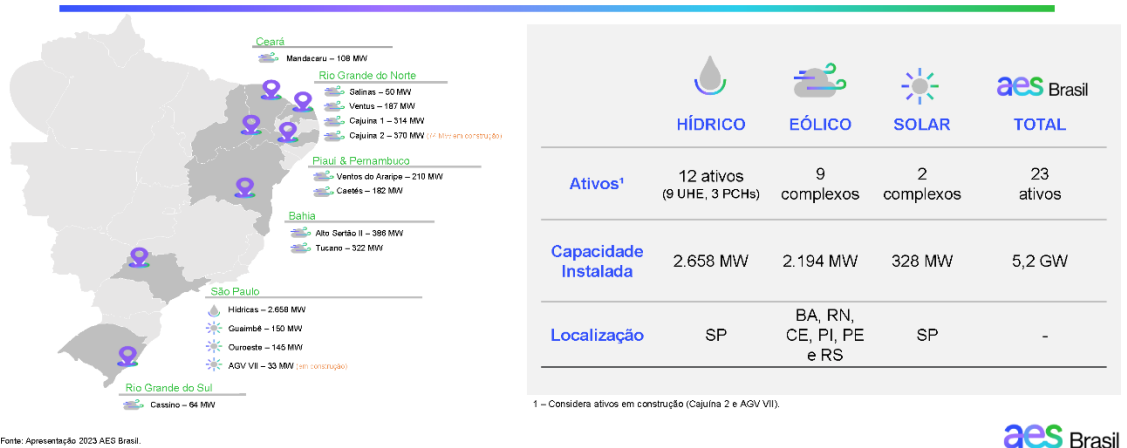 Ceará
Mandacaru – 108 MW
Rio Grande do Norte
Salinas – 50 MW
Ventus – 187 MW
Cajuína 1 – 314 MW
Cajuína 2 – 370 MW em construção)
Piauí & Pernambuco
Ventos do Araripe – 210 MW
Caetés – 182 MW
Bahia
Alto Sertão II – 386 MW
Tucano – 322 MW
São Paulo
Hídricas – 2.658 MW
Guaimbê – 150 MW
Ouroeste – 145 MW
AGV VII – 33 MW (em construção)
Rio Grande do Sul
Cassino – 64 MW
Fonte: Apresentação 2023 AES Brasil.
aes Brasil
HÍDRICO EÓLICO SOLAR TOTAL
Ativos¹ 12 ativos (9 UHE, 3 PCHs) 9 complexos 2 complexos 23 ativos
Capacidade Instalada 2.658 MW 2.194 MW 328 MW 5,2 GW
Localização SP BA, RN, CE, PI, PE e RS SP -
1 – Considera ativos em construção (Cajuína 2 e AGV VII).
aes Brasil